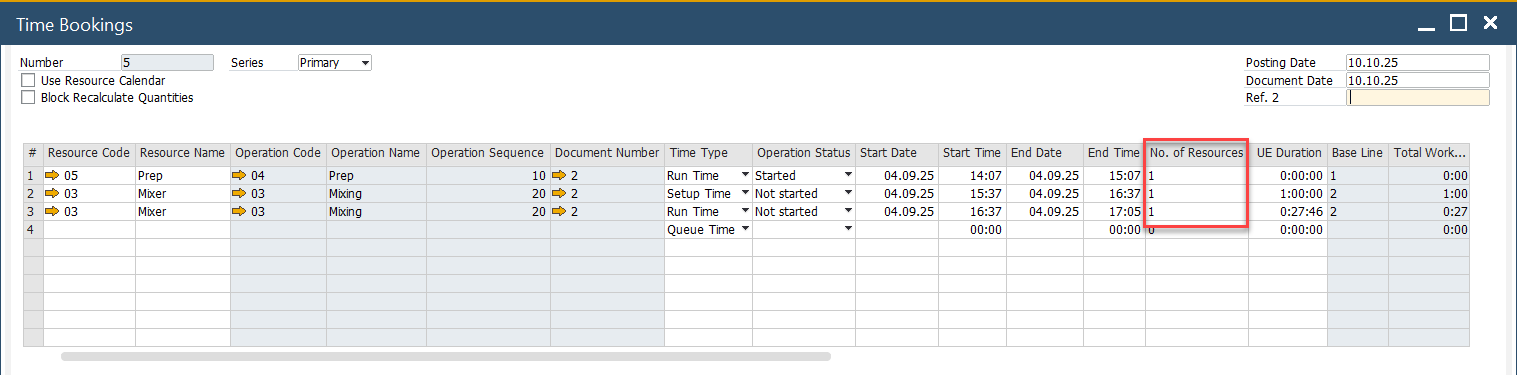 Time Bookings
Number 5 Series Primary Posting Date 10.10.25
Use Resource Calendar Document Date 10.10.25
Block Recalculate Quantities Ref. 2
# Resource Code Resource Name Operation Code Operation Name Operation Sequence Document Number Time Type Operation Status Start Date Start Time End Date End Time No. of Resources UE Duration Base Line Total Work...
1 05 Prep 04 Prep 10 2 Run Time Started 04.09.25 14:07 04.09.25 15:07 1 0:00:00 1 0:00
2 03 Mixer 03 Mixing 20 2 Setup Time Not started 04.09.25 15:37 04.09.25 16:37 1 1:00:00 2 1:00
3 03 Mixer 03 Mixing 20 2 Run Time Not started 04.09.25 16:37 04.09.25 17:05 1 0:27:46 2 0:27
4 Queue Time 00:00 00:00 0 0:00:00 0:00